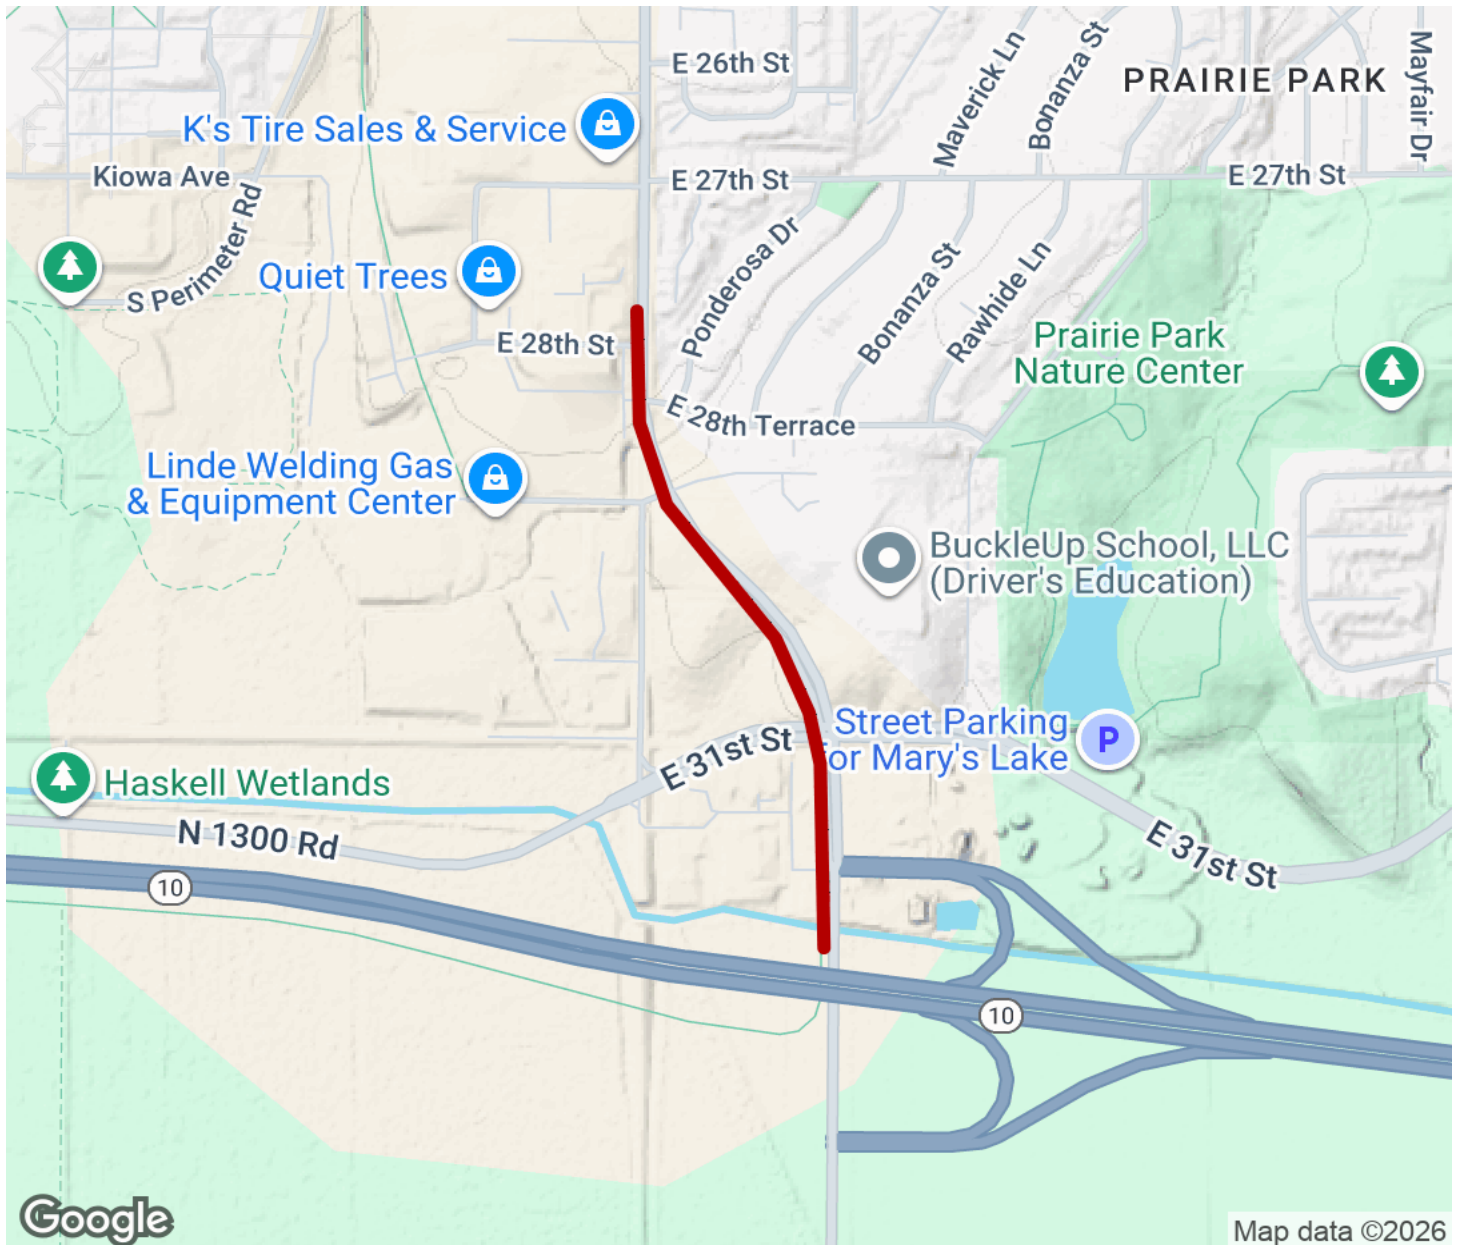 E 26th St
Maverick Ln
Bonanza St
PRAIRIE PARK
Mayfair Dr
K's Tire Sales & Service
Kiowa Ave
E 27th St
E 27th St
S Perimeter Rd
Quiet Trees
Ponderosa Dr
Bonanza St
Rawhide Ln
E 28th St
Prairie Park
Nature Center
E 28th Terrace
Linde Welding Gas
& Equipment Center
BuckleUp School, LLC
(Driver's Education)
Street Parking
for Mary's Lake
P
E 31st St
Haskell Wetlands
N 1300 Rd
E 31st St
10
10
Google
Map data ©2026